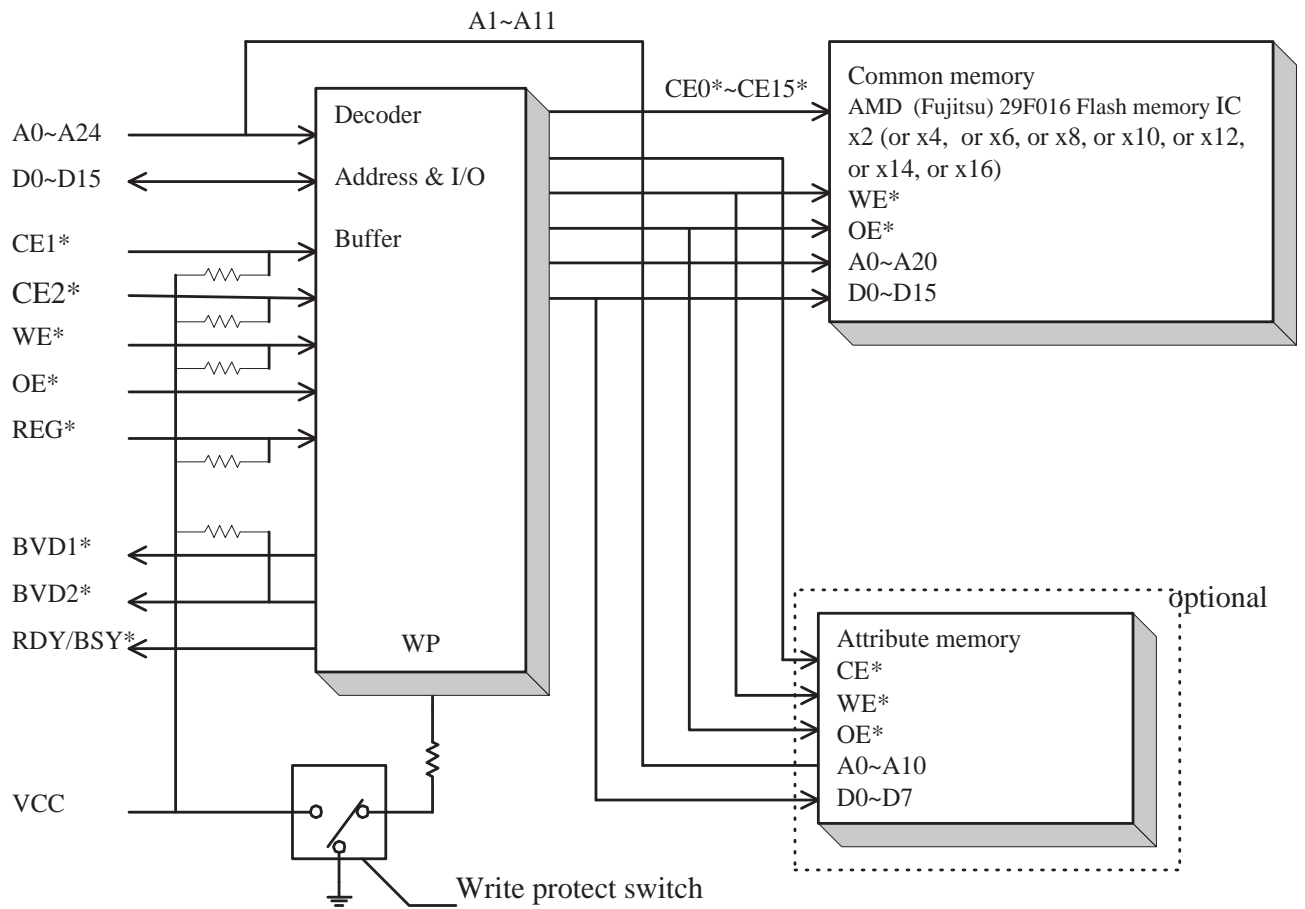 A1~A11
A0~A24
D0~D15
CE1*
CE2*
WE*
OE*
REG*
BVD1*
BVD2*
RDY/BSY*
VCC
Decoder
Address & I/O
Buffer
WP
Write protect switch
CE0*~CE15*
Common memory
AMD (Fujitsu) 29F016 Flash memory IC
x2 (or x4, or x6, or x8, or x10, or x12,
or x14, or x16)
WE*
OE*
A0~A20
D0~D15
optional
Attribute memory
CE*
WE*
OE*
A0~A10
D0~D7